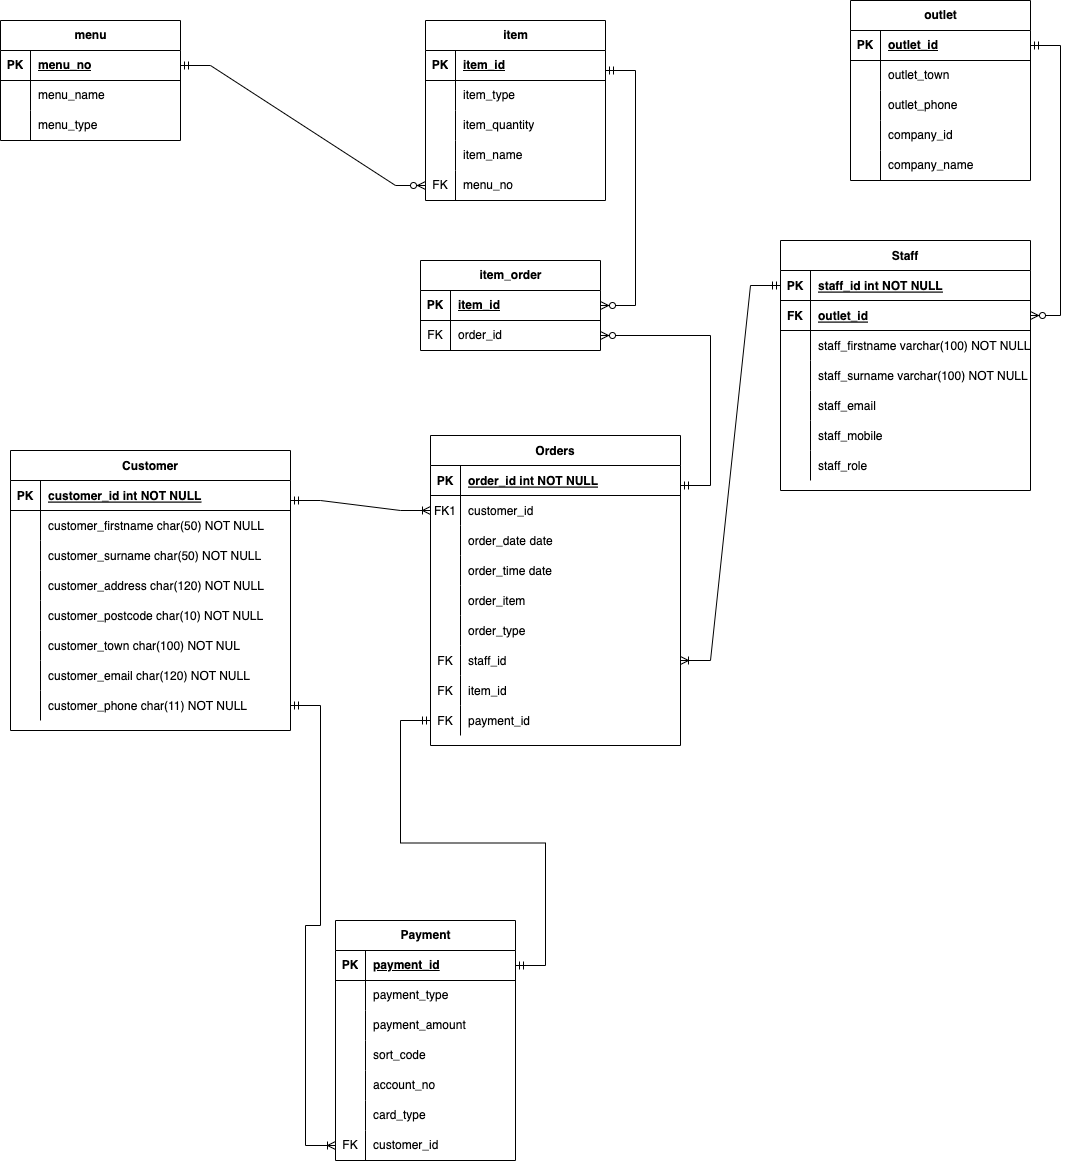 menu
PK menu_no
menu_name
menu_type
item
PK item_id
item_type
item_quantity
item_name
FK menu_no
outlet
PK outlet_id
outlet_town
outlet_phone
company_id
company_name
item_order
PK item_id
FK order_id
Staff
PK staff_id int NOT NULL
FK outlet_id
staff_firstname varchar(100) NOT NULL
staff_surname varchar(100) NOT NULL
staff_email
staff_mobile
staff_role
Customer
PK customer_id int NOT NULL
customer_firstname char(50) NOT NULL
customer_surname char(50) NOT NULL
customer_address char(120) NOT NULL
customer_postcode char(10) NOT NULL
customer_town char(100) NOT NUL
customer_email char(120) NOT NULL
customer_phone char(11) NOT NULL
Orders
PK order_id int NOT NULL
FK1 customer_id
order_date date
order_time date
order_item
order_type
FK staff_id
FK item_id
FK payment_id
Payment
PK payment_id
payment_type
payment_amount
sort_code
account_no
card_type
FK customer_id